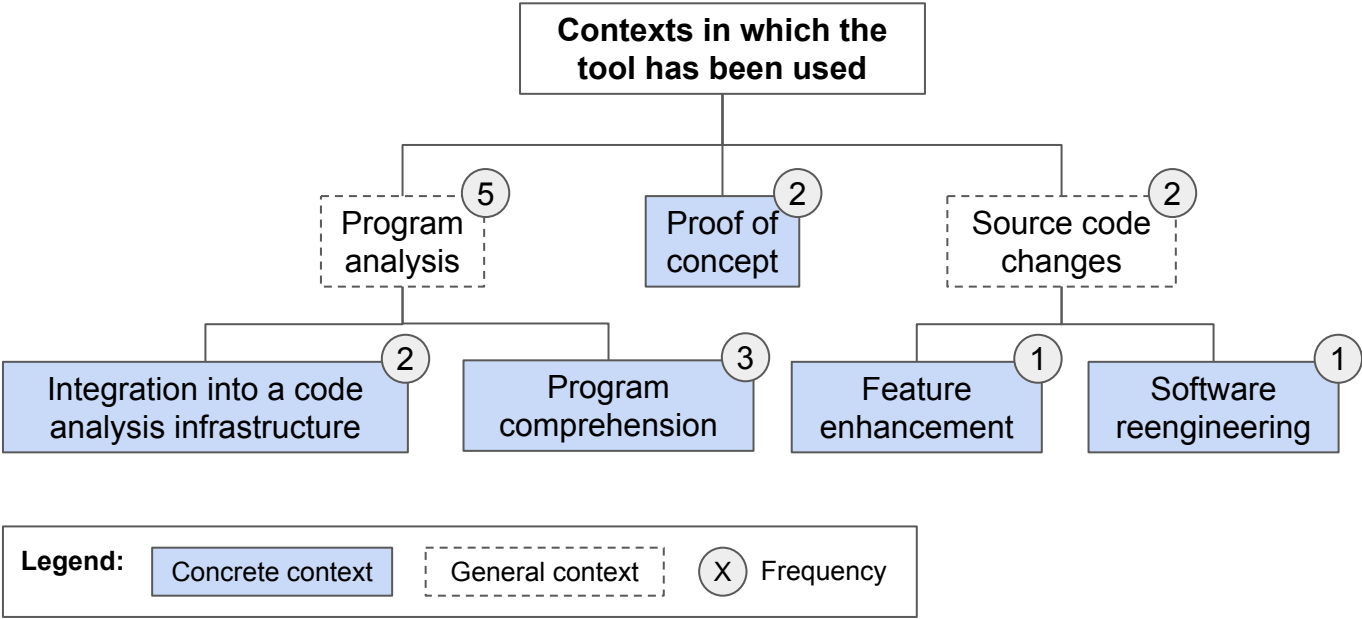 Contexts in which the
tool has been used
5
Program
analysis
2
Proof of
concept
2
Source code
changes
2
Integration into a code
analysis infrastructure
3
Program
comprehension
1
Feature
enhancement
1
Software
reengineering
Legend:
Concrete context
General context
X
Frequency